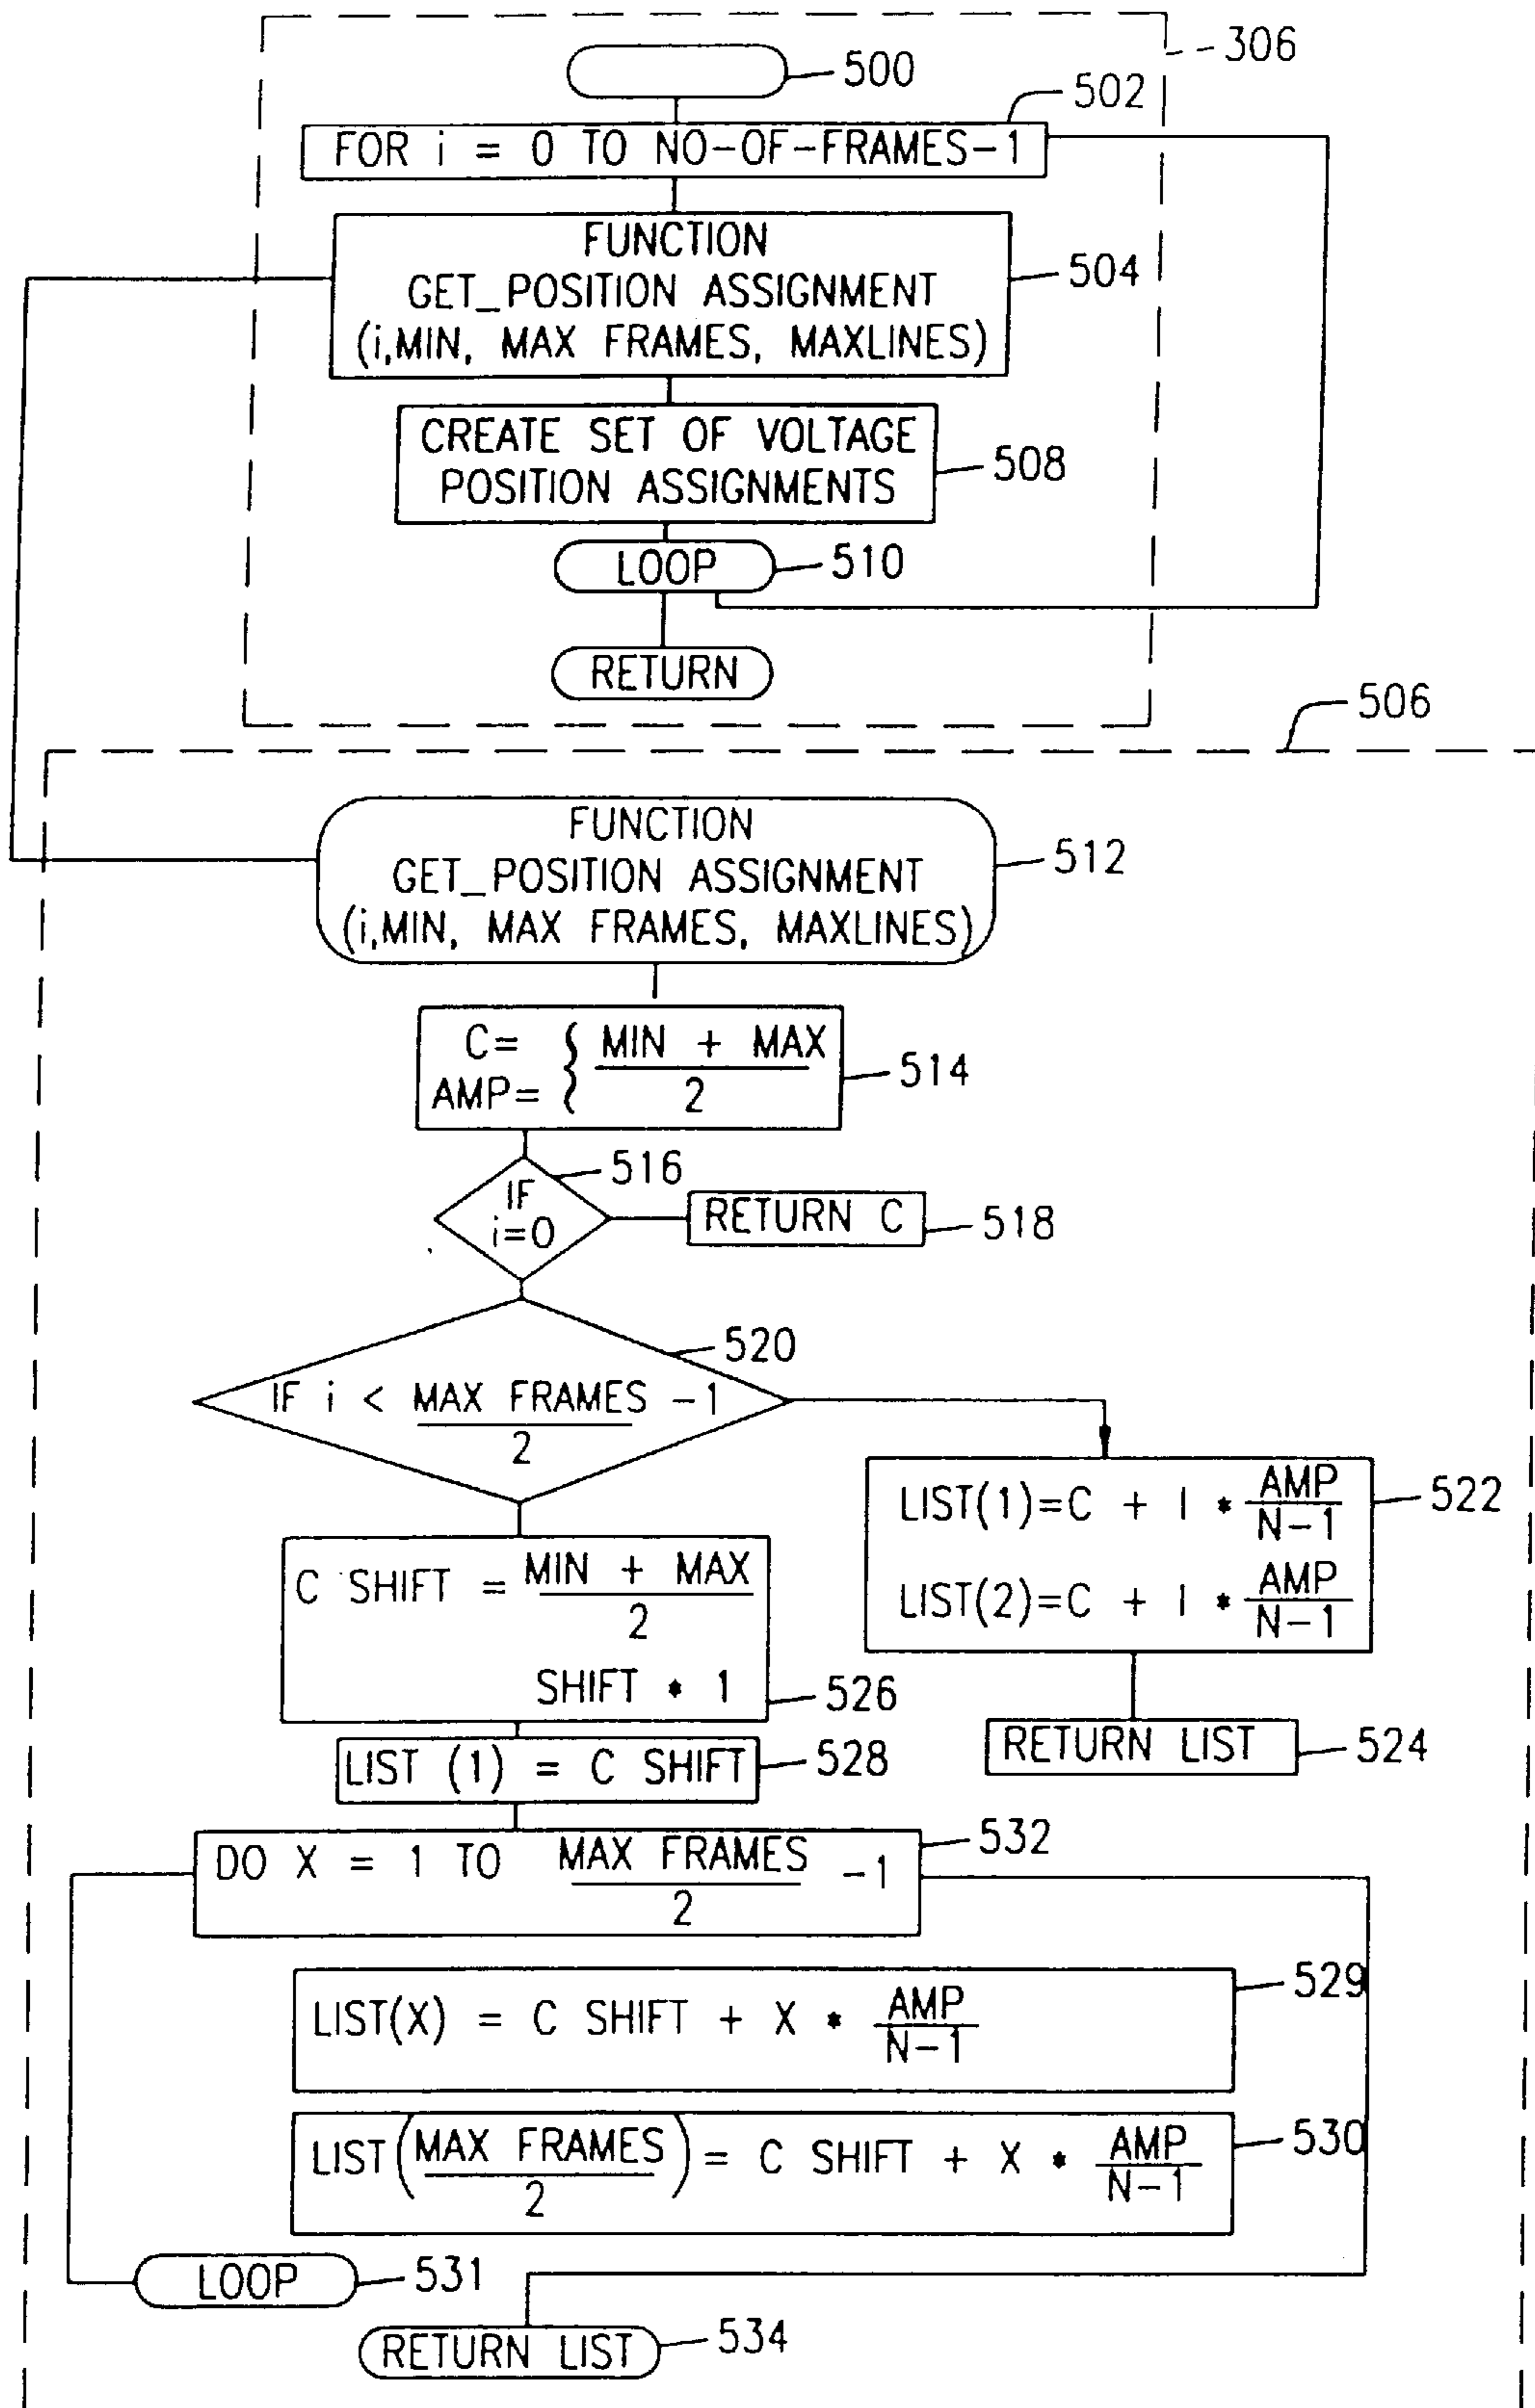 306
500
502
FOR i = 0 TO NO-OF-FRAMES-1
FUNCTION
GET_POSITION ASSIGNMENT
(i,MIN, MAX FRAMES, MAXLINES)
504
CREATE SET OF VOLTAGE
POSITION ASSIGNMENTS
508
LOOP
510
RETURN
506
FUNCTION
GET_POSITION ASSIGNMENT
(i,MIN, MAX FRAMES, MAXLINES)
512
C=
AMP=
{ MIN + MAX
2
514
IF
i=0
516
RETURN C
518
IF i < MAX FRAMES -1
2
520
LIST(1)=C + I * AMP
N-1
LIST(2)=C + I * AMP
N-1
522
RETURN LIST
524
C SHIFT = MIN + MAX
2
SHIFT * 1
526
LIST (1) = C SHIFT
528
DO X = 1 TO MAX FRAMES -1
2
532
LIST(X) = C SHIFT + X * AMP
N-1
529
LIST(MAX FRAMES) = C SHIFT + X * AMP
2
N-1
530
LOOP
531
RETURN LIST
534